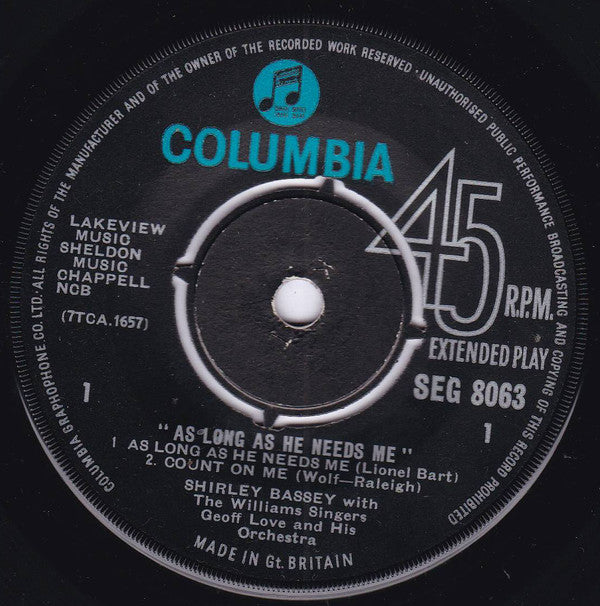 COLUMBIA GRAPHOPHONE CO. LTD. ALL RIGHTS OF THE MANUFACTURER AND OF THE OWNER OF THE RECORDED WORK RESERVED · UNAUTHORISED PUBLIC PERFORMANCE BROADCASTING AND COPYING OF THIS RECORD PROHIBITED
COLUMBIA
LAKEVIEW
MUSIC
SHELDON
MUSIC
CHAPPELL
NCB
(7TCA.1657)
45
R.P.M.
EXTENDED PLAY
SEG 8063
1
1
"AS LONG AS HE NEEDS ME"
1 AS LONG AS HE NEEDS ME (Lionel Bart)
2. COUNT ON ME (Wolf—Raleigh)
SHIRLEY BASSEY with
The Williams Singers
Geoff Love and His
Orchestra
MADE IN Gt. BRITAIN